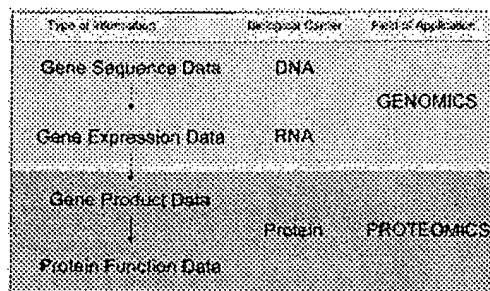 Type of Information Biological Carrier Field of Application
Gene Sequence Data DNA
GENOMICS
Gene Expression Data RNA
Gene Product Data
Protein PROTEOMICS
Protein Function Data